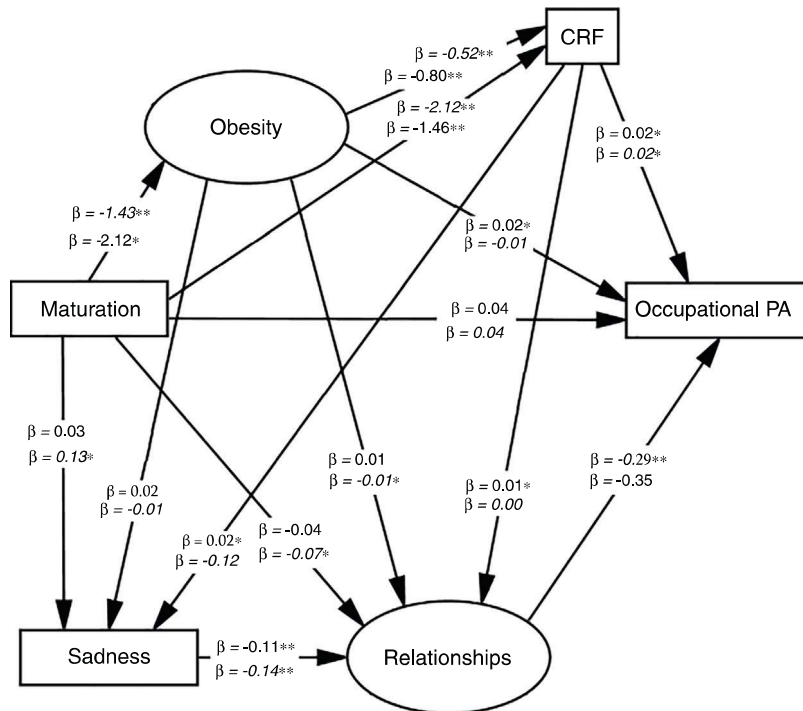 CRF
β = -0.52**
β = -0.80**
β = -2.12**
β = -1.46**
Obesity
β = 0.02*
β = 0.02*
β = -1.43**
β = -2.12*
β = 0.02*
β = -0.01
Maturation
β = 0.04
β = 0.04
Occupational PA
β = 0.03
β = 0.13*
β = 0.02
β = -0.01
β = 0.01
β = -0.01*
β = 0.01*
β = 0.00
β = -0.29**
β = -0.35
β = 0.02*
β = -0.12
β = -0.04
β = -0.07*
Sadness
β = -0.11**
β = -0.14**
Relationships